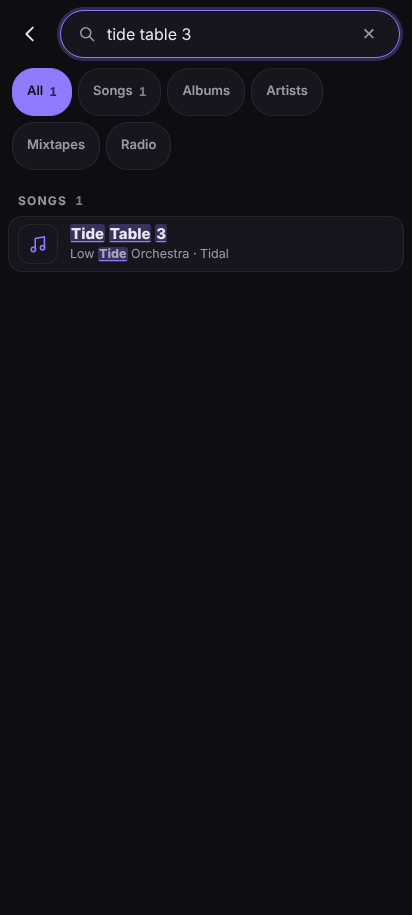 tide table 3
All 1
Songs 1
Albums
Artists
Mixtapes
Radio
SONGS 1
Tide Table 3
Low Tide Orchestra · Tidal